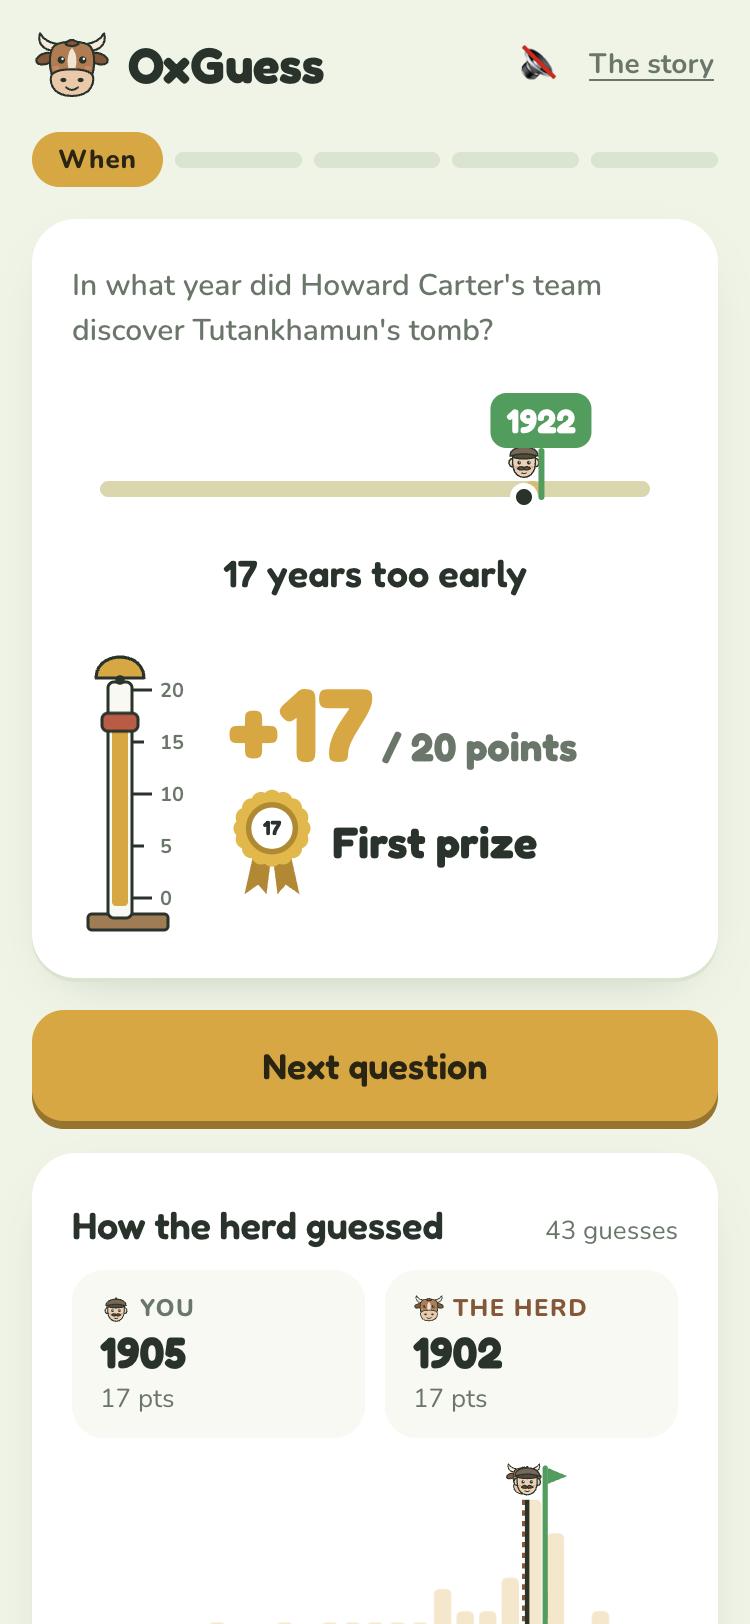 OxGuess
The story
When
In what year did Howard Carter's team
discover Tutankhamun's tomb?
1922
17 years too early
20
15
10
5
0
+17 / 20 points
17
First prize
Next question
How the herd guessed
43 guesses
YOU
1905
17 pts
THE HERD
1902
17 pts